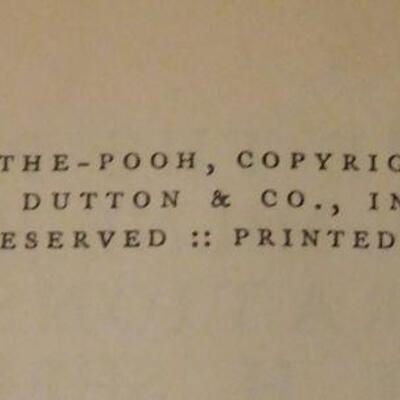 THE-POOH, COPYRIG
DUTTON & CO., IN
ESERVED :: PRINTED